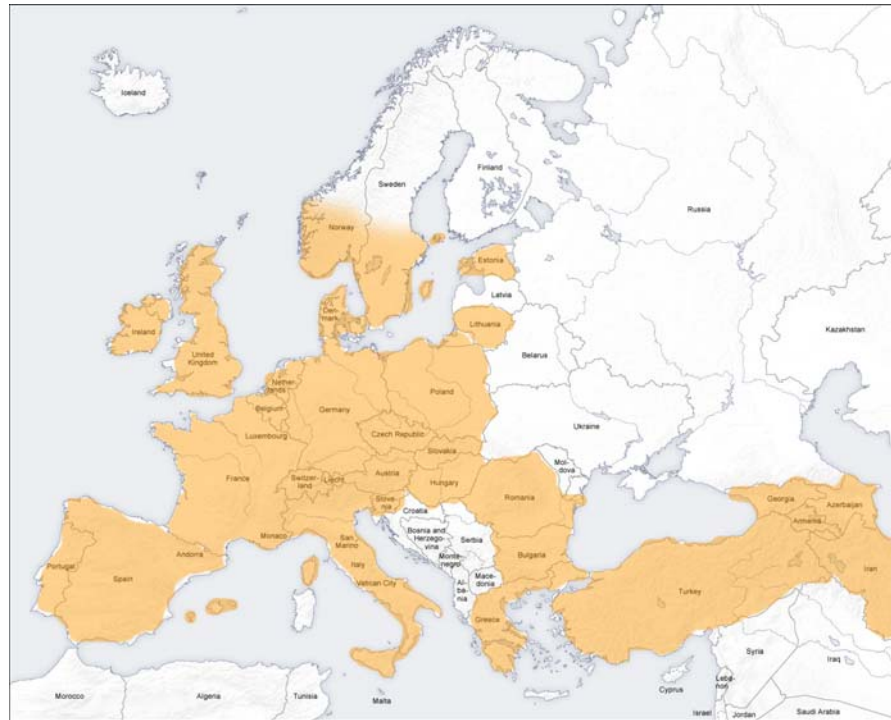 Iceland
Finland
Sweden
Russia
Norway
Estonia
Latvia
Den-
mark
Lithuania
Ireland
Kazakhstan
Belarus
United
Kingdom
Nether-
lands
Poland
Belgium
Germany
Ukraine
Luxembourg
Czech Republic
Slovakia
Mol-
dova
Austria
France
Switzer-
land
Liecht.
Hungary
Slove-
nia
Romania
Georgia
Azerbaijan
Croatia
Armenia
Bosnia and
Herzego-
vina
Serbia
Monaco
San
Marino
Andorra
Bulgaria
Monte-
negro
Italy
Portugal
Spain
Vatican City
Mace-
donia
Al-
ba-
nia
Iran
Turkey
Greece
Syria
Iraq
Cyprus
Leba-
non
Morocco
Algeria
Tunisia
Malta
Israel
Jordan
Saudi Arabia